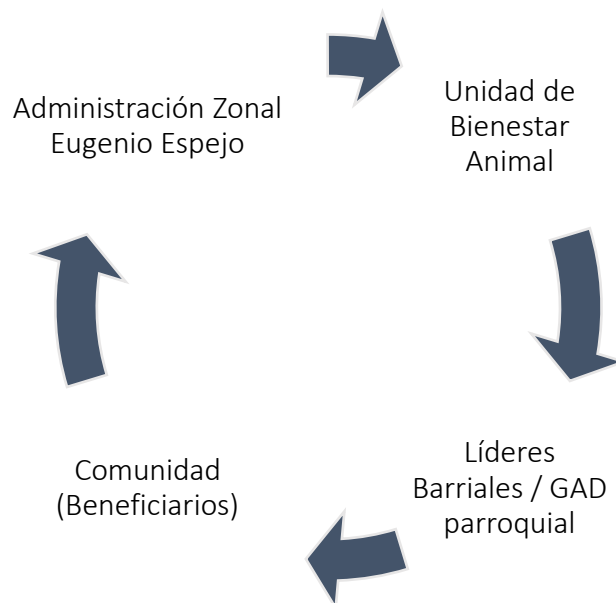 Administración Zonal
Eugenio Espejo
Unidad de
Bienestar
Animal
Líderes
Barriales / GAD
parroquial
Comunidad
(Beneficiarios)